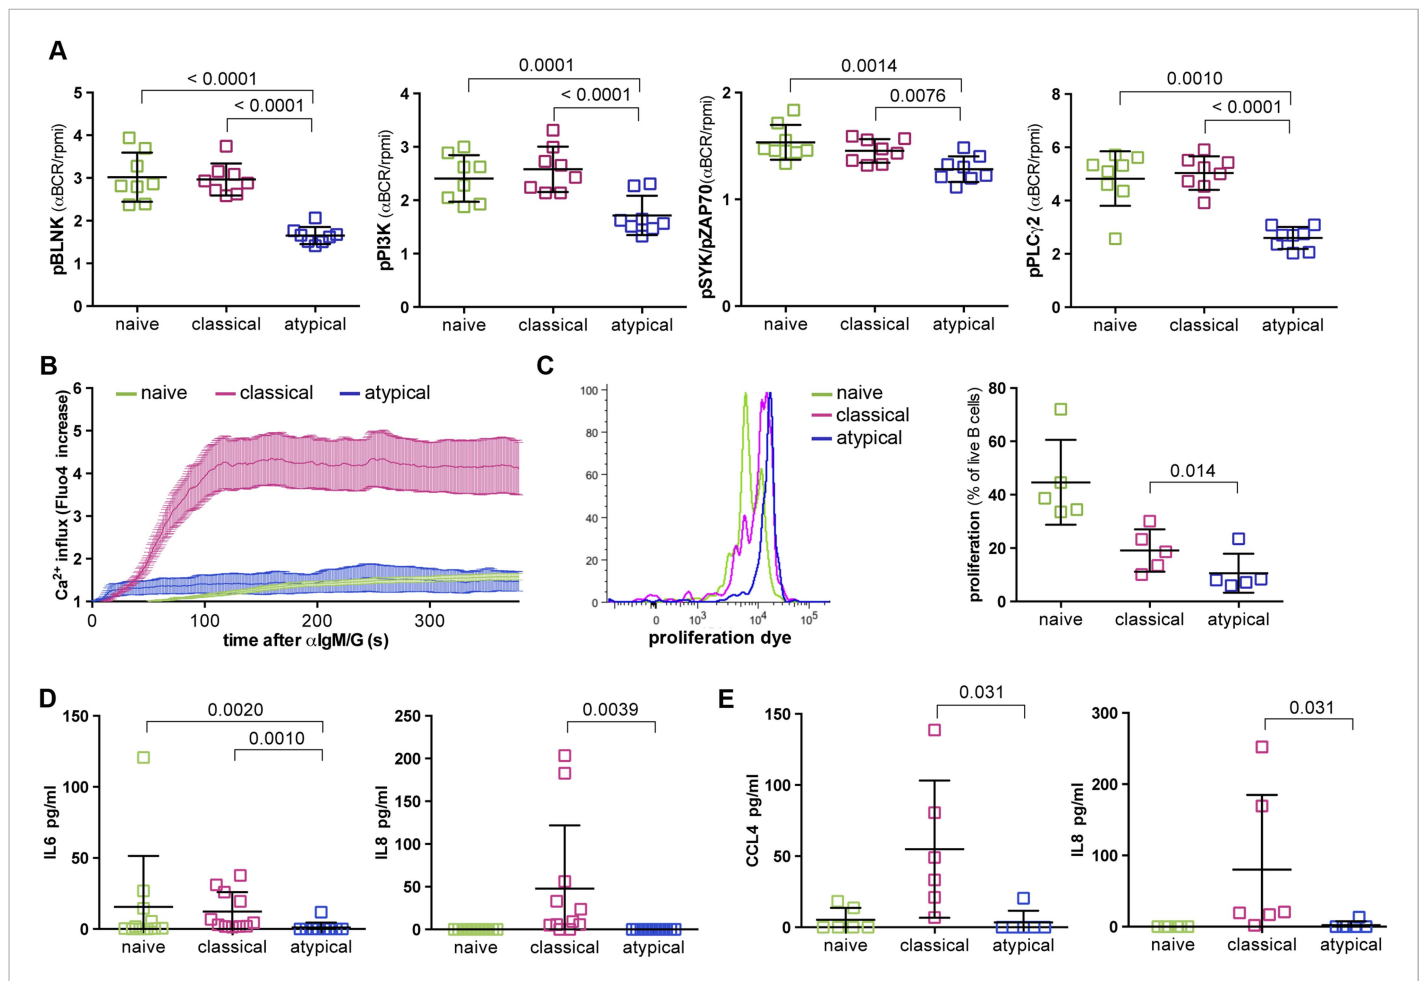 A
< 0.0001
< 0.0001
pBLNK (αBCR/rpmi)
5
4
3
2
1
0
naive classical atypical
0.0001
< 0.0001
pPI3K (αBCR/rpmi)
4
3
2
1
0
naive classical atypical
0.0014
0.0076
pSYK/pZAP70(αBCR/rpmi)
2
1
0
naive classical atypical
0.0010
< 0.0001
pPLCγ2 (αBCR/rpmi)
8
6
4
2
0
naive classical atypical
B
naive classical atypical
Ca2+ influx (Fluo4 increase)
6
5
4
3
2
1
100 200 300
time after αIgM/G (s)
C
100
80
60
40
20
0
0 10^3 10^4 10^5
proliferation dye
naive
classical
atypical
proliferation (% of live B cells)
80
60
40
20
0
0.014
naive classical atypical
D
0.0020
0.0010
IL6 pg/ml
150
100
50
0
naive classical atypical
0.0039
IL8 pg/ml
250
200
150
100
50
0
naive classical atypical
E
0.031
CCL4 pg/ml
150
100
50
0
naive classical atypical
0.031
IL8 pg/ml
300
200
100
0
naive classical atypical